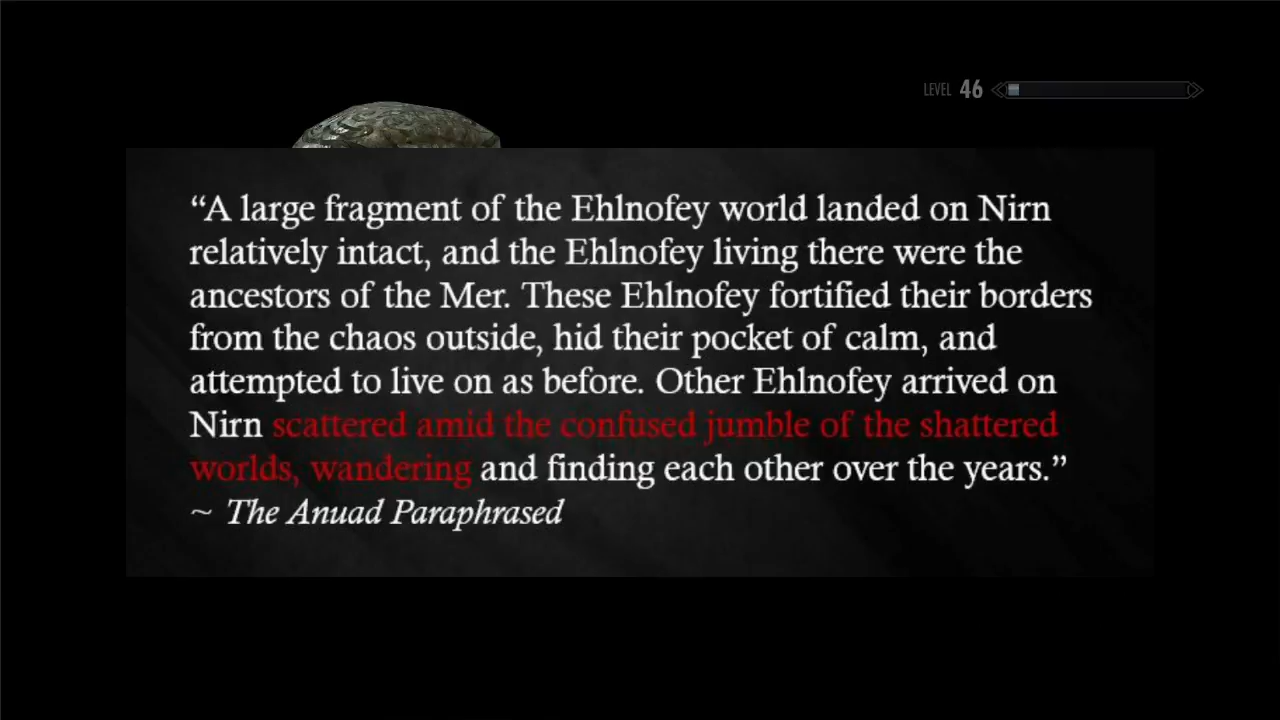 LEVEL 46
“A large fragment of the Ehlnofey world landed on Nirn
relatively intact, and the Ehlnofey living there were the
ancestors of the Mer. These Ehlnofey fortified their borders
from the chaos outside, hid their pocket of calm, and
attempted to live on as before. Other Ehlnofey arrived on
Nirn scattered amid the confused jumble of the shattered
worlds, wandering and finding each other over the years.”
~ The Anuad Paraphrased